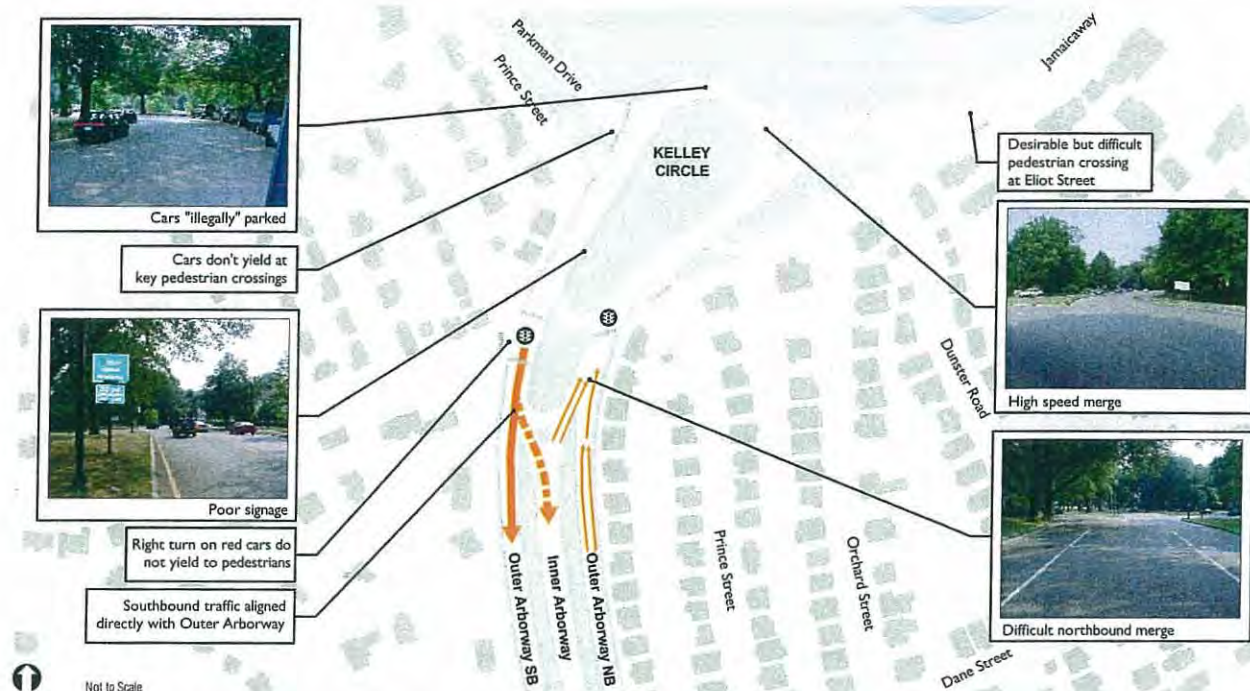 Parkman Drive
Prince Street
Jamaicaway
KELLEY
CIRCLE
Cars "illegally" parked
Cars don't yield at
key pedestrian crossings
Poor signage
Right turn on red cars do
not yield to pedestrians
Southbound traffic aligned
directly with Outer Arborway
Desirable but difficult
pedestrian crossing
at Eliot Street
High speed merge
Difficult northbound merge
Dunster Road
Outer Arborway SB
Inner Arborway
Outer Arborway NB
Prince Street
Orchard Street
Dane Street
Not to Scale